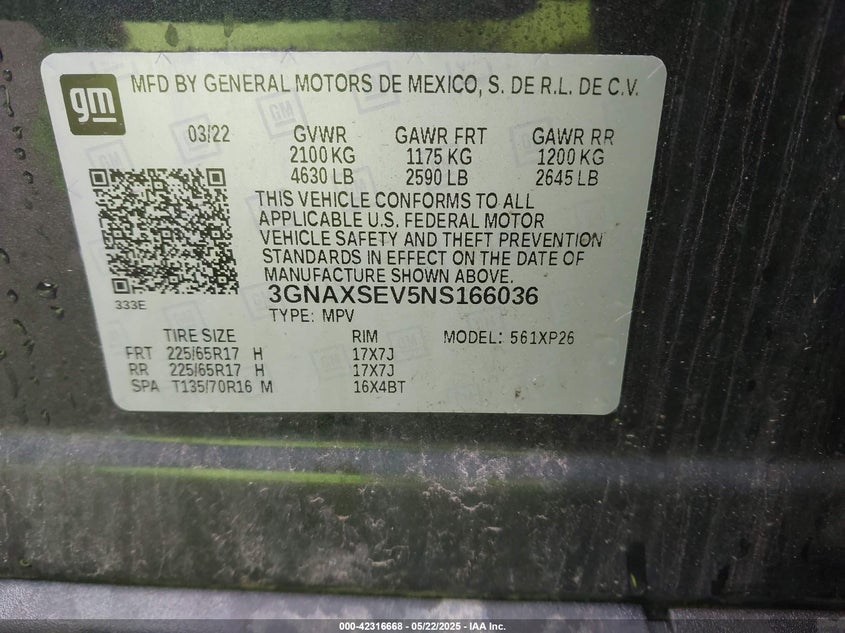 gm MFD BY GENERAL MOTORS DE MEXICO, S. DE R.L. DE C.V.
03/22 GVWR GAWR FRT GAWR RR
2100 KG 1175 KG 1200 KG
4630 LB 2590 LB 2645 LB
THIS VEHICLE CONFORMS TO ALL
APPLICABLE U.S. FEDERAL MOTOR
VEHICLE SAFETY AND THEFT PREVENTION
STANDARDS IN EFFECT ON THE DATE OF
MANUFACTURE SHOWN ABOVE.
333E
3GNAXSEV5NS166036
TYPE: MPV
TIRE SIZE RIM MODEL: 561XP26
FRT 225/65R17 H 17X7J
RR 225/65R17 H 17X7J
SPA T135/70R16 M 16X4BT
000-42316668 - 05/22/2025 - IAA Inc.